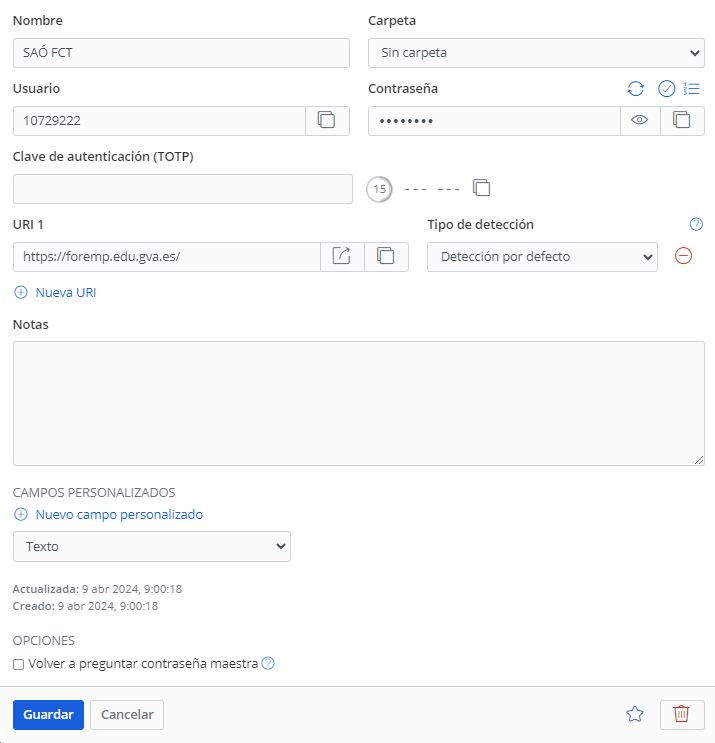 Nombre Carpeta
SAÓ FCT Sin carpeta
Usuario Contraseña
10729222 ••••••••
Clave de autenticación (TOTP)
15 --- ---
URI 1 Tipo de detección
https://foremp.edu.gva.es/ Detección por defecto
Nueva URI
Notas
CAMPOS PERSONALIZADOS
Nuevo campo personalizado
Texto
Actualizada: 9 abr 2024, 9:00:18
Creado: 9 abr 2024, 9:00:18
OPCIONES
Volver a preguntar contraseña maestra
Guardar Cancelar